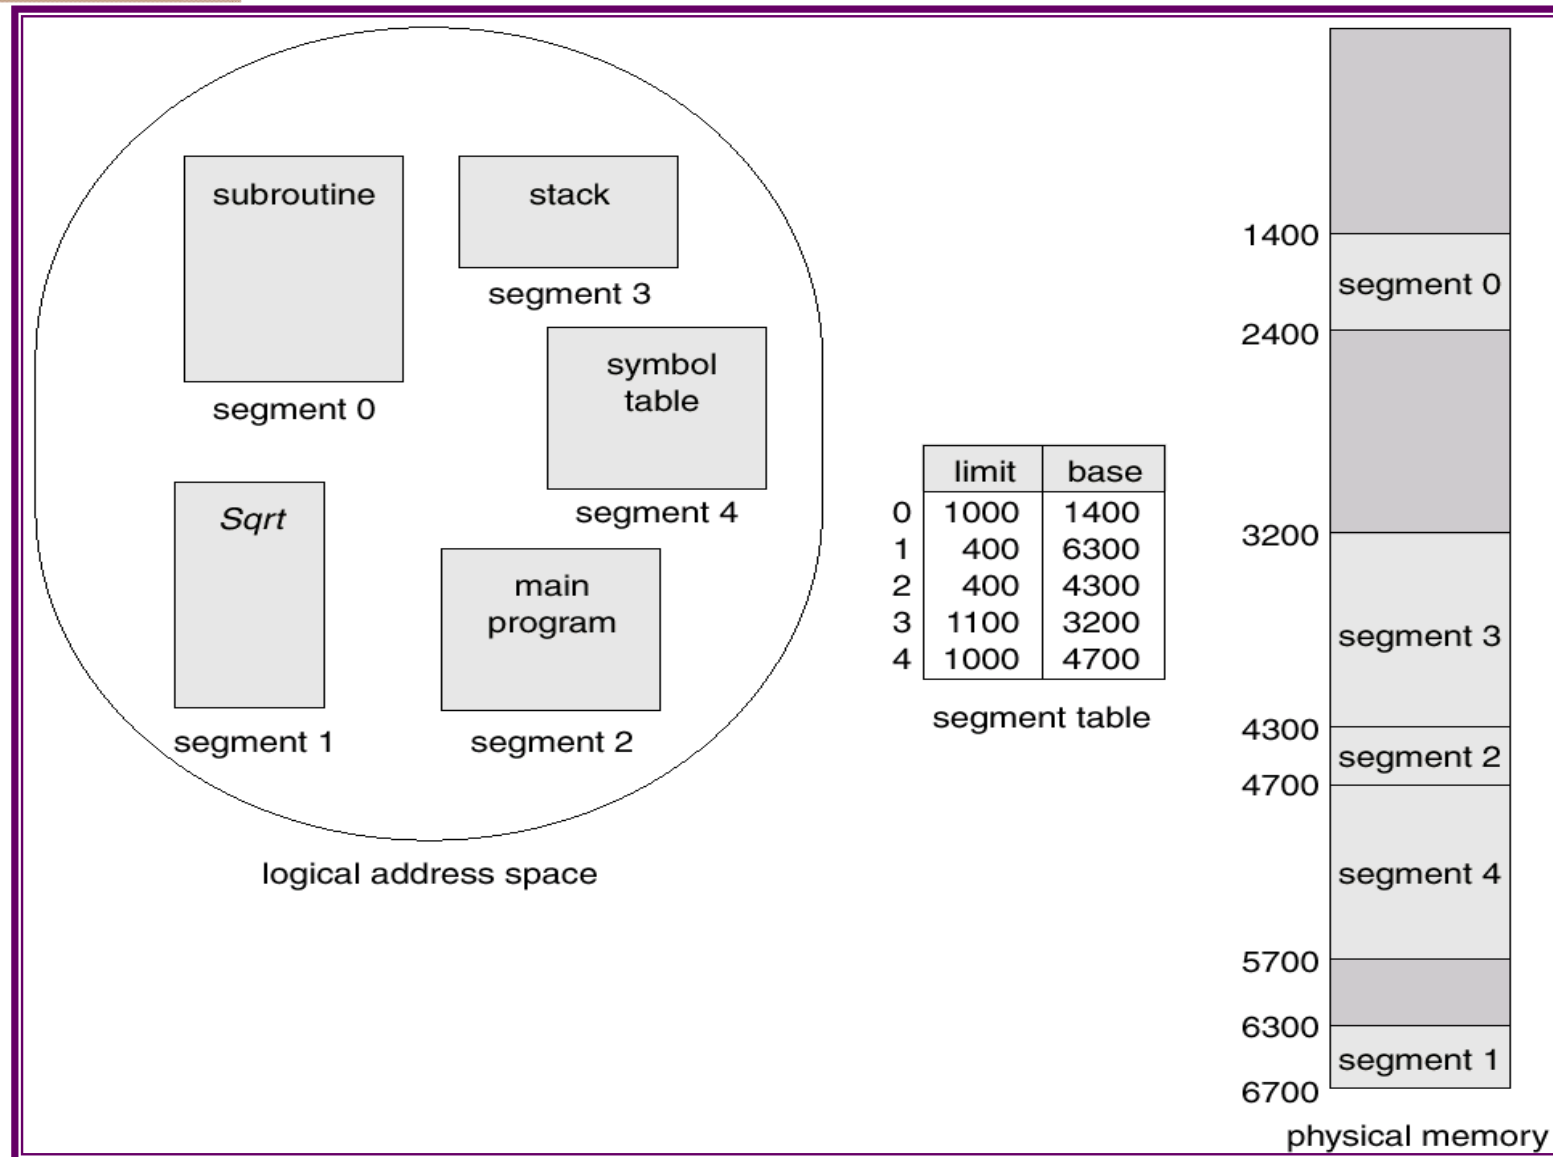 subroutine
segment 0
stack
segment 3
symbol
table
segment 4
Sqrt
segment 1
main
program
segment 2
logical address space
limit base
0 1000 1400
1 400 6300
2 400 4300
3 1100 3200
4 1000 4700
segment table
1400
segment 0
2400
3200
segment 3
4300
segment 2
4700
segment 4
5700
6300
segment 1
6700
physical memory